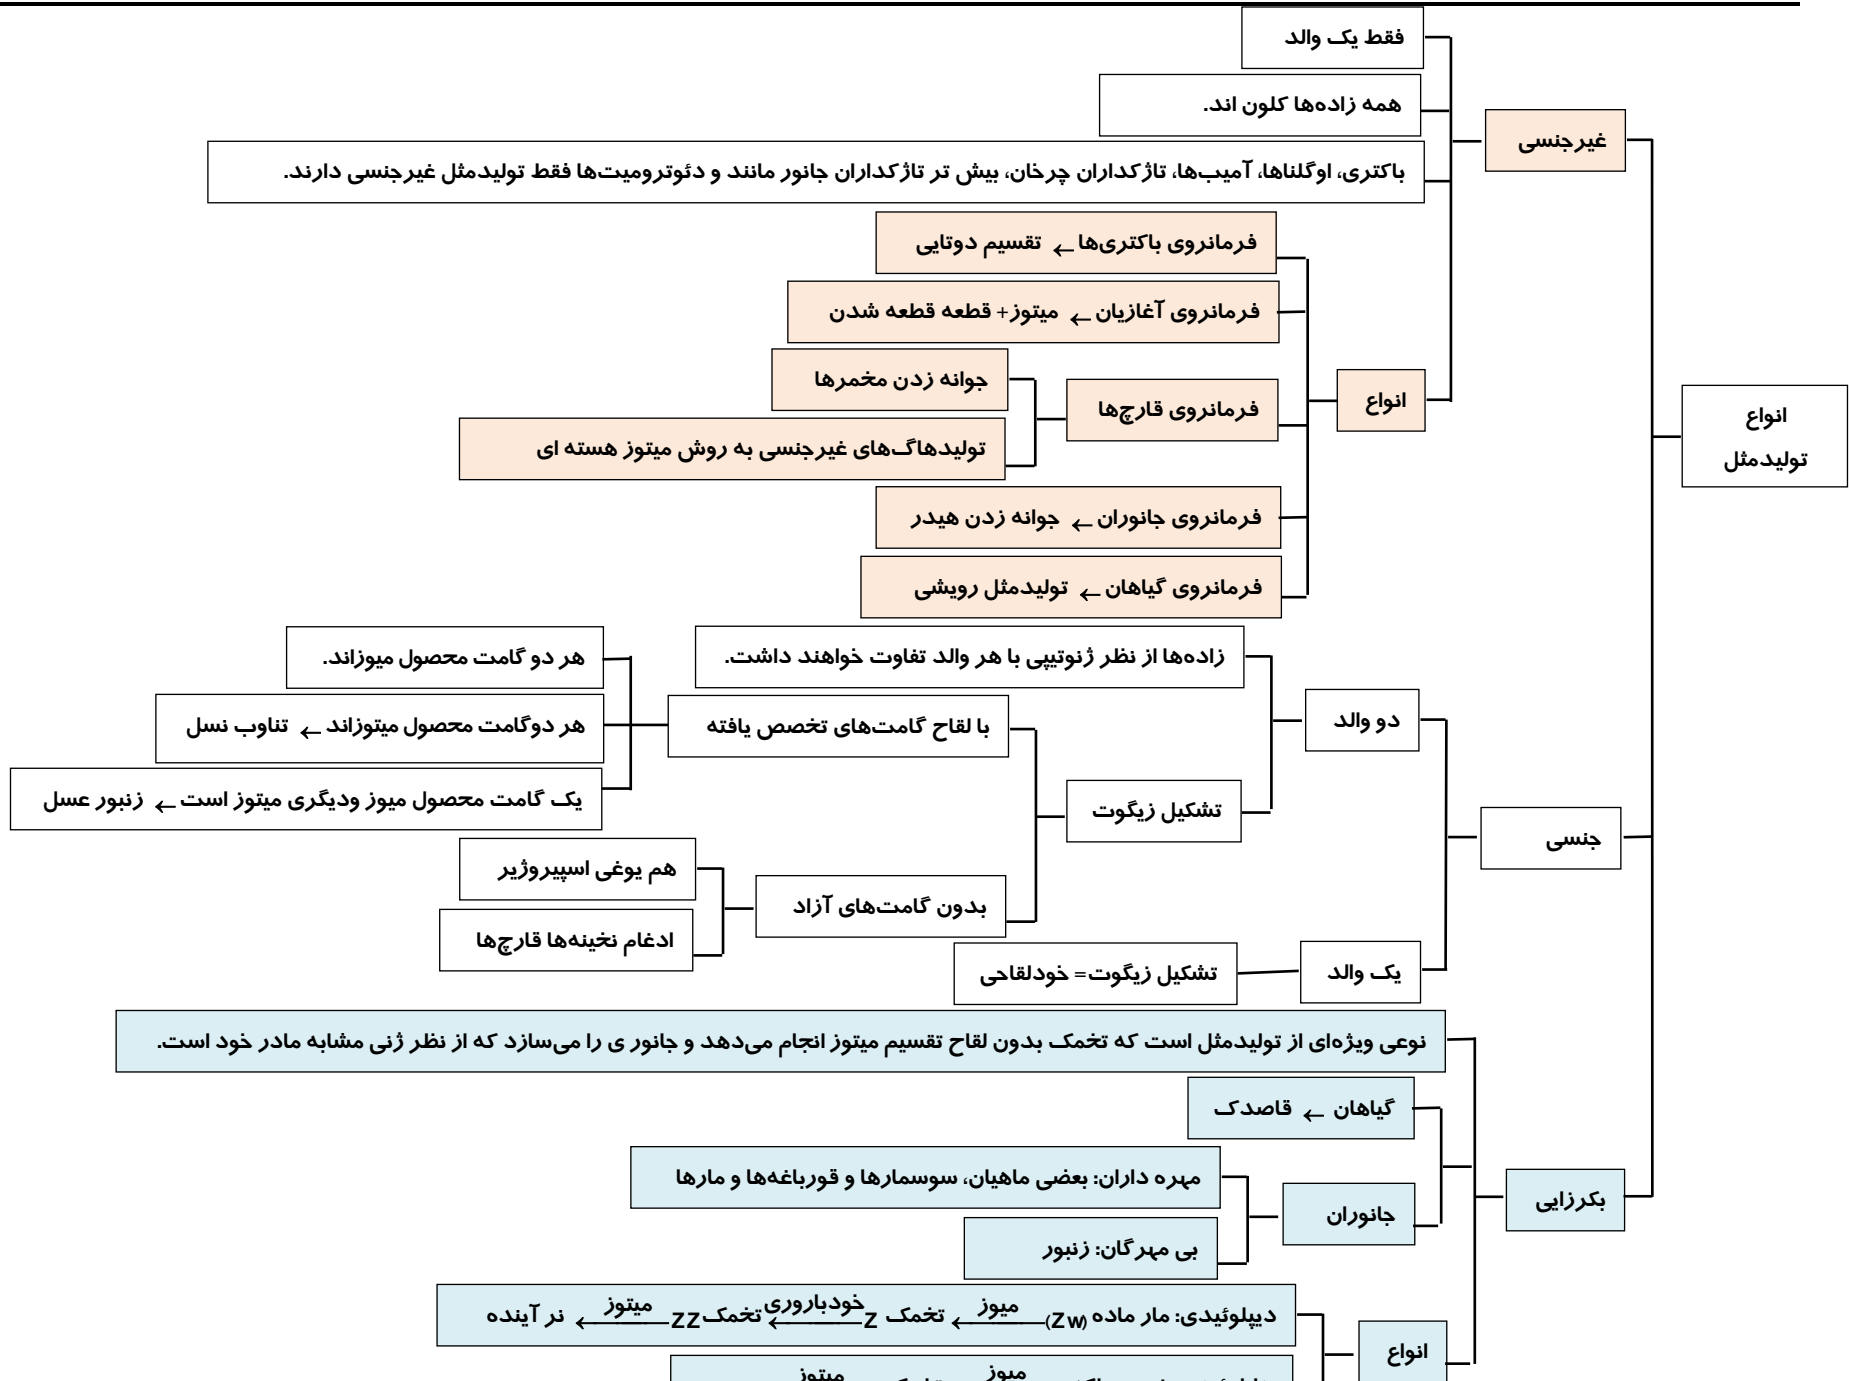 فقط یک والد
همه زاده‌ها کلون اند.
غیرجنسی
باکتری، اوگلناها، آمیب‌ها، تاژکداران چرخان، بیش تر تاژکداران جانور مانند و دئوترومیت‌ها فقط تولیدمثل غیرجنسی دارند.
فرمانروی باکتری‌ها ← تقسیم دوتایی
فرمانروی آغازیان ← میتوز+ قطعه قطعه شدن
جوانه زدن مخمرها
فرمانروی قارچ‌ها
انواع
تولیدهاگ‌های غیرجنسی به روش میتوز هسته ای
انواع
تولیدمثل
فرمانروی جانوران ← جوانه زدن هیدر
فرمانروی گیاهان ← تولیدمثل رویشی
زاده‌ها از نظر ژنوتیپی با هر والد تفاوت خواهند داشت.
هر دو گامت محصول میوزاند.
دو والد
با لقاح گامت‌های تخصص یافته
هر دوگامت محصول میتوزاند ← تناوب نسل
یک گامت محصول میوز ودیگری میتوز است ← زنبور عسل
تشکیل زیگوت
جنسی
هم یوغی اسپیروژیر
بدون گامت‌های آزاد
ادغام نخینه‌ها قارچ‌ها
یک والد
تشکیل زیگوت= خودلقاحی
نوعی ویژه‌ای از تولیدمثل است که تخمک بدون لقاح تقسیم میتوز انجام می‌دهد و جانور ی را می‌سازد که از نظر ژنی مشابه مادر خود است.
گیاهان ← قاصدک
مهره داران: بعضی ماهیان، سوسمارها و قورباغه‌ها و مارها
بکرزایی
جانوران
بی مهرگان: زنبور
دیپلوئیدی: مار ماده (Zw) میوز ← تخمک Z خودباروری ← تخمک ZZ میتوز ← نر آینده
انواع
میوز
میتوز